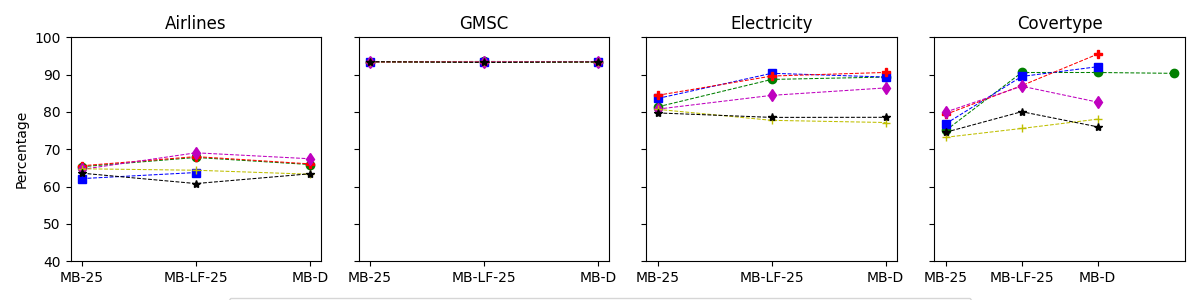 Airlines GMSC Electricity Covertype
Percentage
100
90
80
70
60
50
40
MB-25 MB-LF-25 MB-D MB-25 MB-LF-25 MB-D MB-25 MB-LF-25 MB-D MB-25 MB-LF-25 MB-D